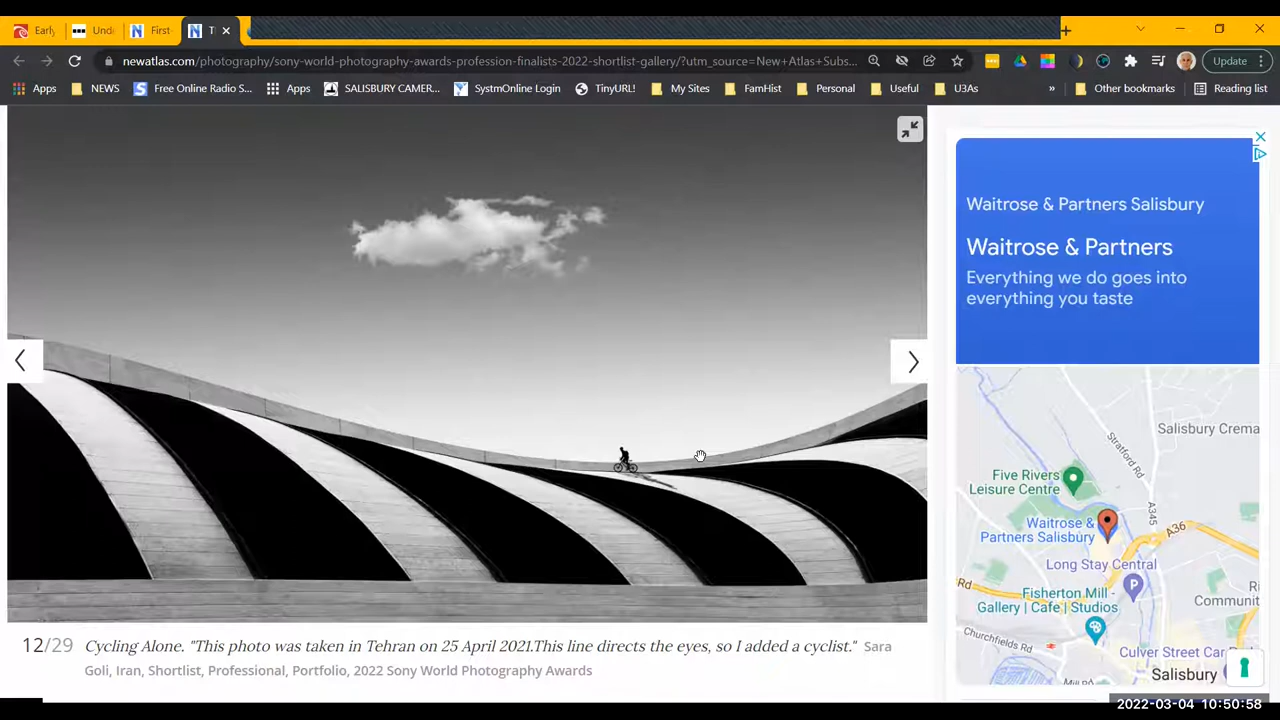 Early
Und
First
T
newatlas.com/photography/sony-world-photography-awards-profession-finalists-2022-shortlist-gallery/?utm_source=New+Atlas+Subs...
Update
Apps
NEWS
Free Online Radio S...
Apps
SALISBURY CAMER...
SystmOnline Login
TinyURL!
My Sites
FamHist
Personal
Useful
U3As
»
Other bookmarks
Reading list
Waitrose & Partners Salisbury
Waitrose & Partners
Everything we do goes into
everything you taste
Salisbury Crema
Stratford Rd
Five Rivers
Leisure Centre
A345
Waitrose &
Partners Salisbury
A36
Long Stay Central
P
Rd
Fisherton Mill -
Gallery | Cafe | Studios
Ri
Communit
Churchfields Rd
Culver Street Car
Salisbury
12/29 Cycling Alone. "This photo was taken in Tehran on 25 April 2021.This line directs the eyes, so I added a cyclist." Sara
Goli, Iran, Shortlist, Professional, Portfolio, 2022 Sony World Photography Awards
2022-03-04 10:50:58